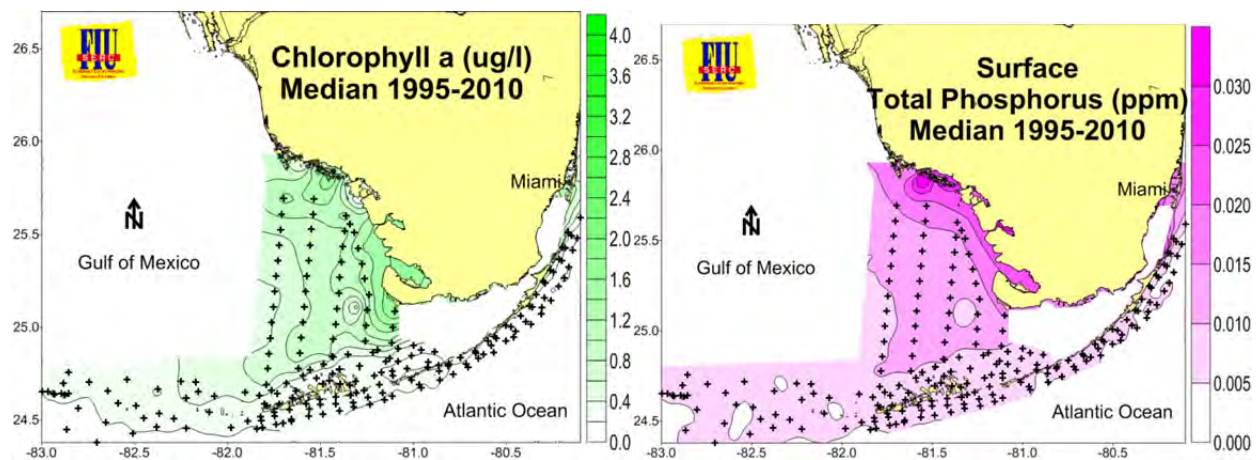 FIU
SERC
Chlorophyll a (ug/l)
Median 1995-2010
26.5
26.0
25.5
25.0
24.5
N
Gulf of Mexico
Miami
Atlantic Ocean
-83.0
-82.5
-82.0
-81.5
-81.0
-80.5
4.0
3.6
3.2
2.8
2.4
2.0
1.6
1.2
0.8
0.4
0.0
FIU
SERC
Surface
Total Phosphorus (ppm)
Median 1995-2010
26.5
26.0
25.5
25.0
24.5
N
Gulf of Mexico
Miami
Atlantic Ocean
-83.0
-82.5
-82.0
-81.5
-81.0
-80.5
0.030
0.025
0.020
0.015
0.010
0.005
0.000